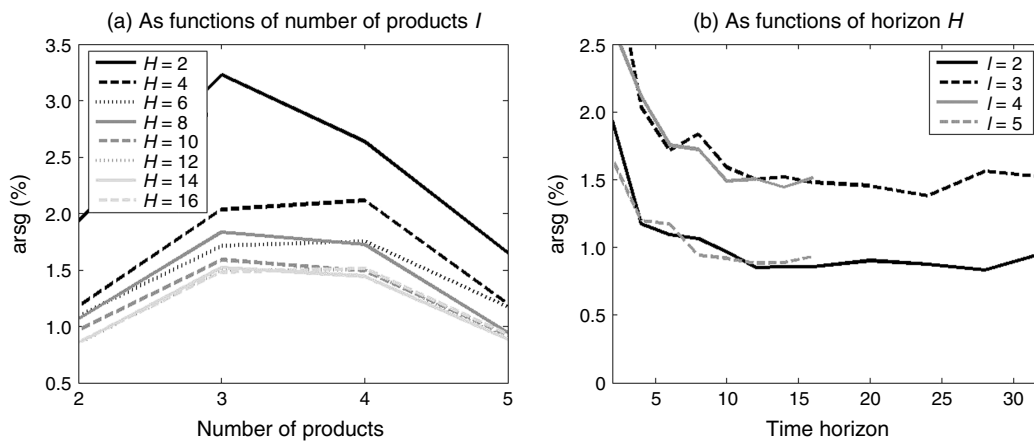 (a) As functions of number of products I
3.5
3.0
2.5
2.0
1.5
1.0
0.5
arsg (%)
H = 2
H = 4
H = 6
H = 8
H = 10
H = 12
H = 14
H = 16
2 3 4 5
Number of products
(b) As functions of horizon H
2.5
2.0
1.5
1.0
0.5
0
arsg (%)
I = 2
I = 3
I = 4
I = 5
5 10 15 20 25 30
Time horizon